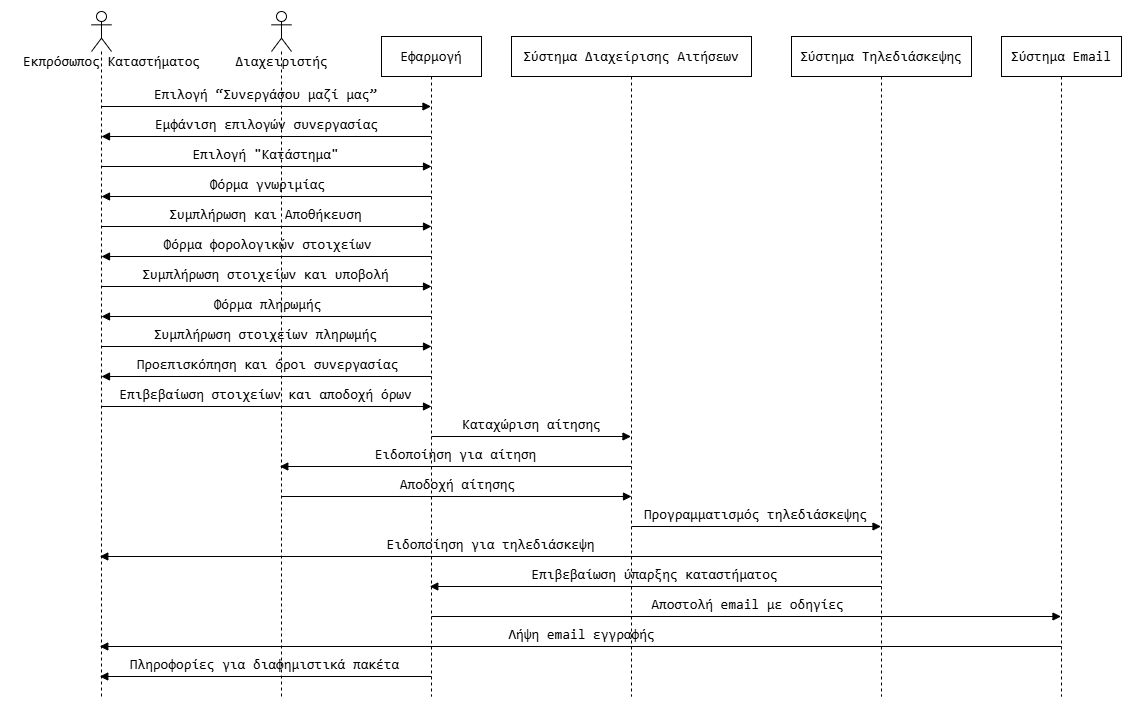 Εκπρόσωπος Καταστήματος
Διαχειριστής
Εφαρμογή
Σύστημα Διαχείρισης Αιτήσεων
Σύστημα Τηλεδιάσκεψης
Σύστημα Email
Επιλογή “Συνεργάσου μαζί μας”
Εμφάνιση επιλογών συνεργασίας
Επιλογή "Κατάστημα"
Φόρμα γνωριμίας
Συμπλήρωση και Αποθήκευση
Φόρμα φορολογικών στοιχείων
Συμπλήρωση στοιχείων και υποβολή
Φόρμα πληρωμής
Συμπλήρωση στοιχείων πληρωμής
Προεπισκόπηση και όροι συνεργασίας
Επιβεβαίωση στοιχείων και αποδοχή όρων
Καταχώριση αίτησης
Ειδοποίηση για αίτηση
Αποδοχή αίτησης
Προγραμματισμός τηλεδιάσκεψης
Ειδοποίηση για τηλεδιάσκεψη
Επιβεβαίωση ύπαρξης καταστήματος
Αποστολή email με οδηγίες
Λήψη email εγγραφής
Πληροφορίες για διαφημιστικά πακέτα